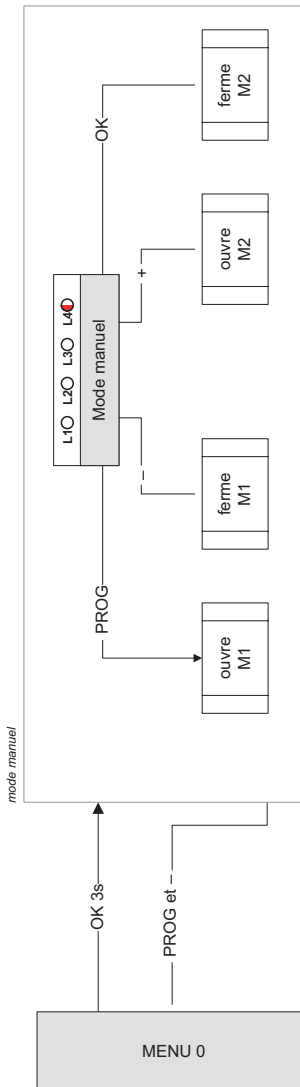 mode manuel
L1 L2 L3 L4
Mode manuel
PROG
–
+
OK
ouvre
M1
ferme
M1
ouvre
M2
ferme
M2
OK 3s
PROG et –
MENU 0